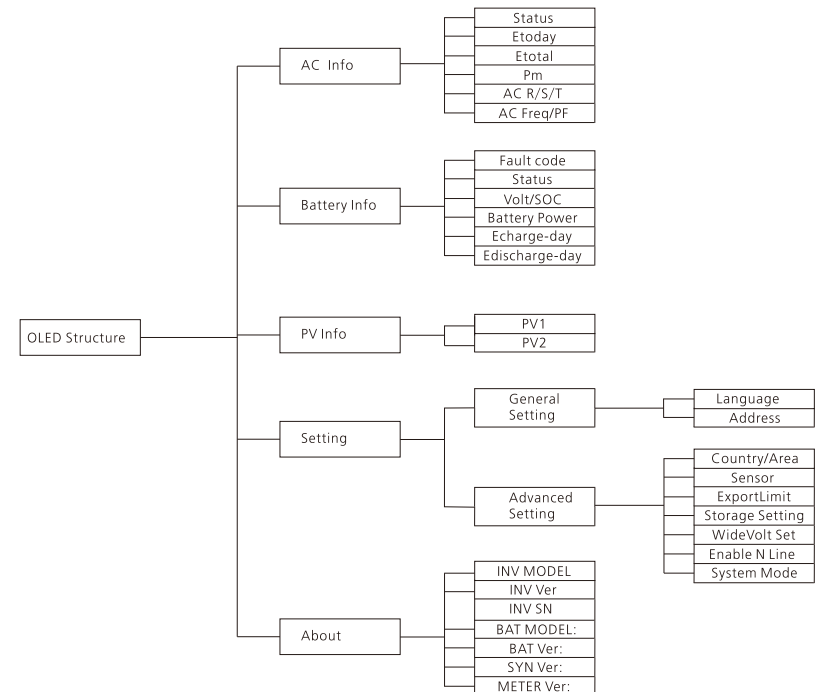 OLED Structure
AC Info
Status
Etoday
Etotal
Pm
AC R/S/T
AC Freq/PF
Battery Info
Fault code
Status
Volt/SOC
Battery Power
Echarge-day
Edischarge-day
PV Info
PV1
PV2
Setting
General
Setting
Language
Address
Advanced
Setting
Country/Area
Sensor
ExportLimit
Storage Setting
WideVolt Set
Enable N Line
System Mode
About
INV MODEL
INV Ver
INV SN
BAT MODEL:
BAT Ver:
SYN Ver:
METER Ver: